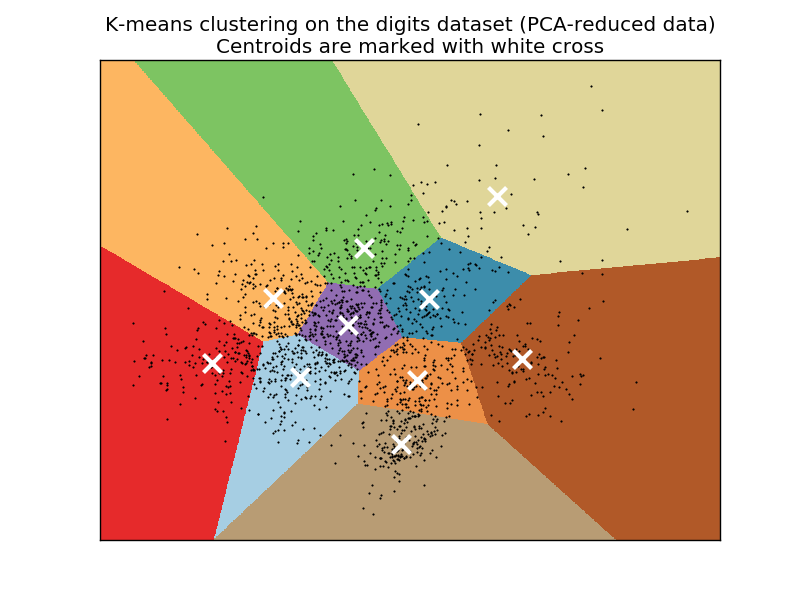 K-means clustering on the digits dataset (PCA-reduced data)
Centroids are marked with white cross